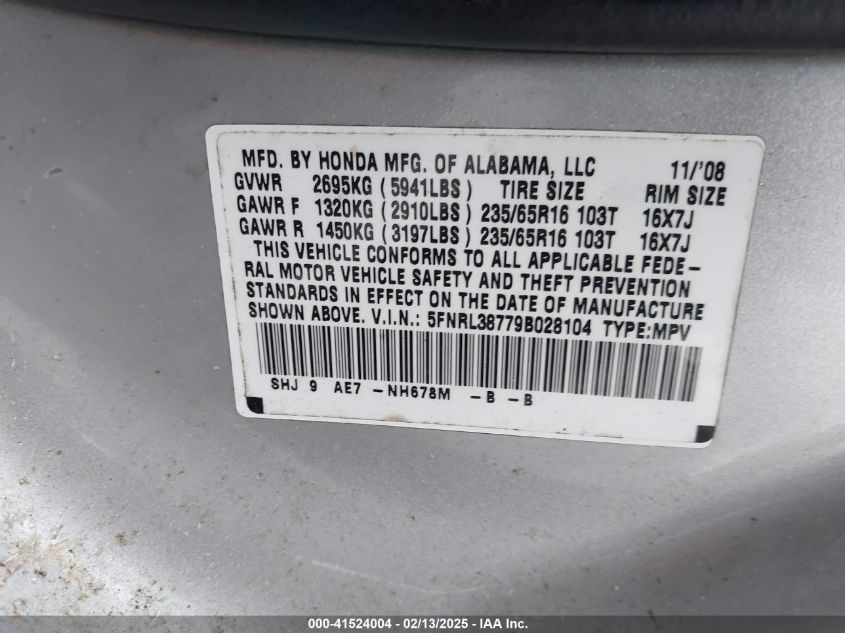 MFD. BY HONDA MFG. OF ALABAMA, LLC 11/'08
GVWR 2695KG (5941LBS) TIRE SIZE RIM SIZE
GAWR F 1320KG (2910LBS) 235/65R16 103T 16X7J
GAWR R 1450KG (3197LBS) 235/65R16 103T 16X7J
THIS VEHICLE CONFORMS TO ALL APPLICABLE FEDE-
RAL MOTOR VEHICLE SAFETY AND THEFT PREVENTION
STANDARDS IN EFFECT ON THE DATE OF MANUFACTURE
SHOWN ABOVE. V.I.N.: 5FNRL38779B028104 TYPE:MPV
SHJ 9 AE7 -NH678M -B -B
000-41524004 - 02/13/2025 - IAAI.COM